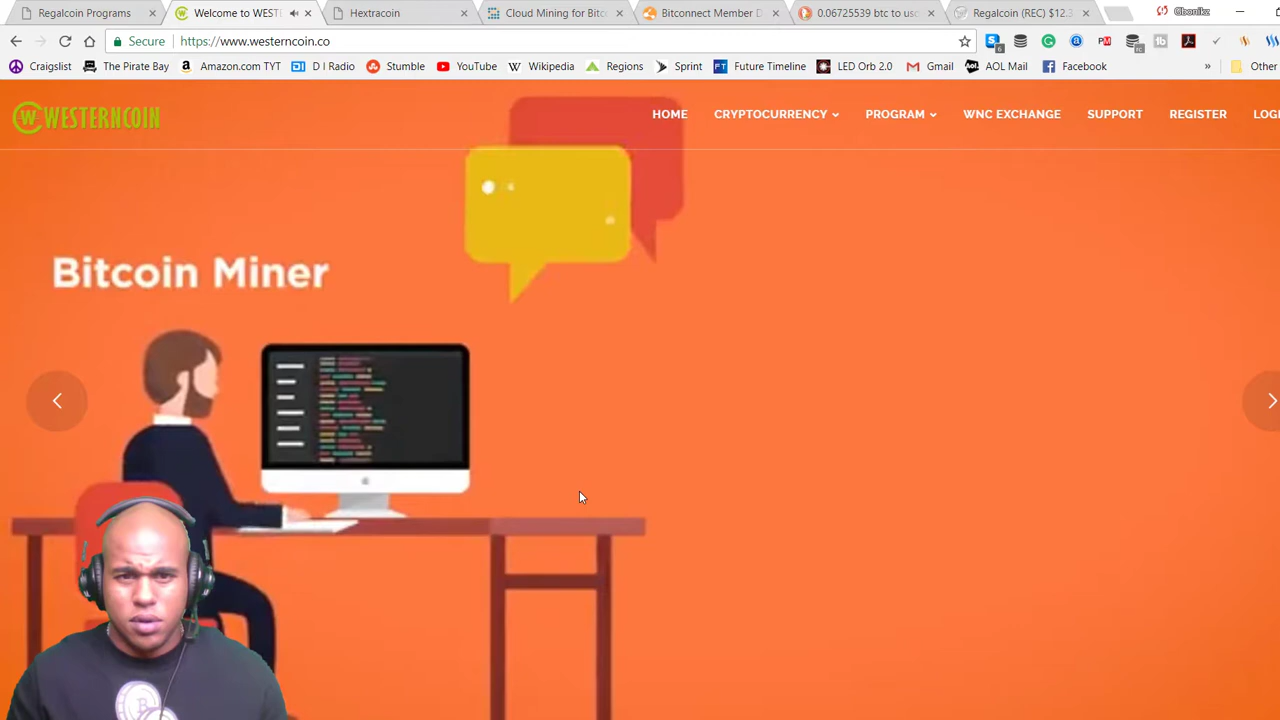 Regalcoin Programs
Welcome to WEST
Hextracoin
Cloud Mining for Bitc
Bitconnect Member D
0.06725539 btc to usd
Regalcoin (REC) $12.3
Cbonikz
Secure
https://www.westerncoin.co
Craigslist
The Pirate Bay
Amazon.com TYT
D I Radio
Stumble
YouTube
Wikipedia
Regions
Sprint
Future Timeline
LED Orb 2.0
Gmail
AOL Mail
Facebook
»
Other
WESTERNCOIN
HOME
CRYPTOCURRENCY
PROGRAM
WNC EXCHANGE
SUPPORT
REGISTER
LOGI
Bitcoin Miner